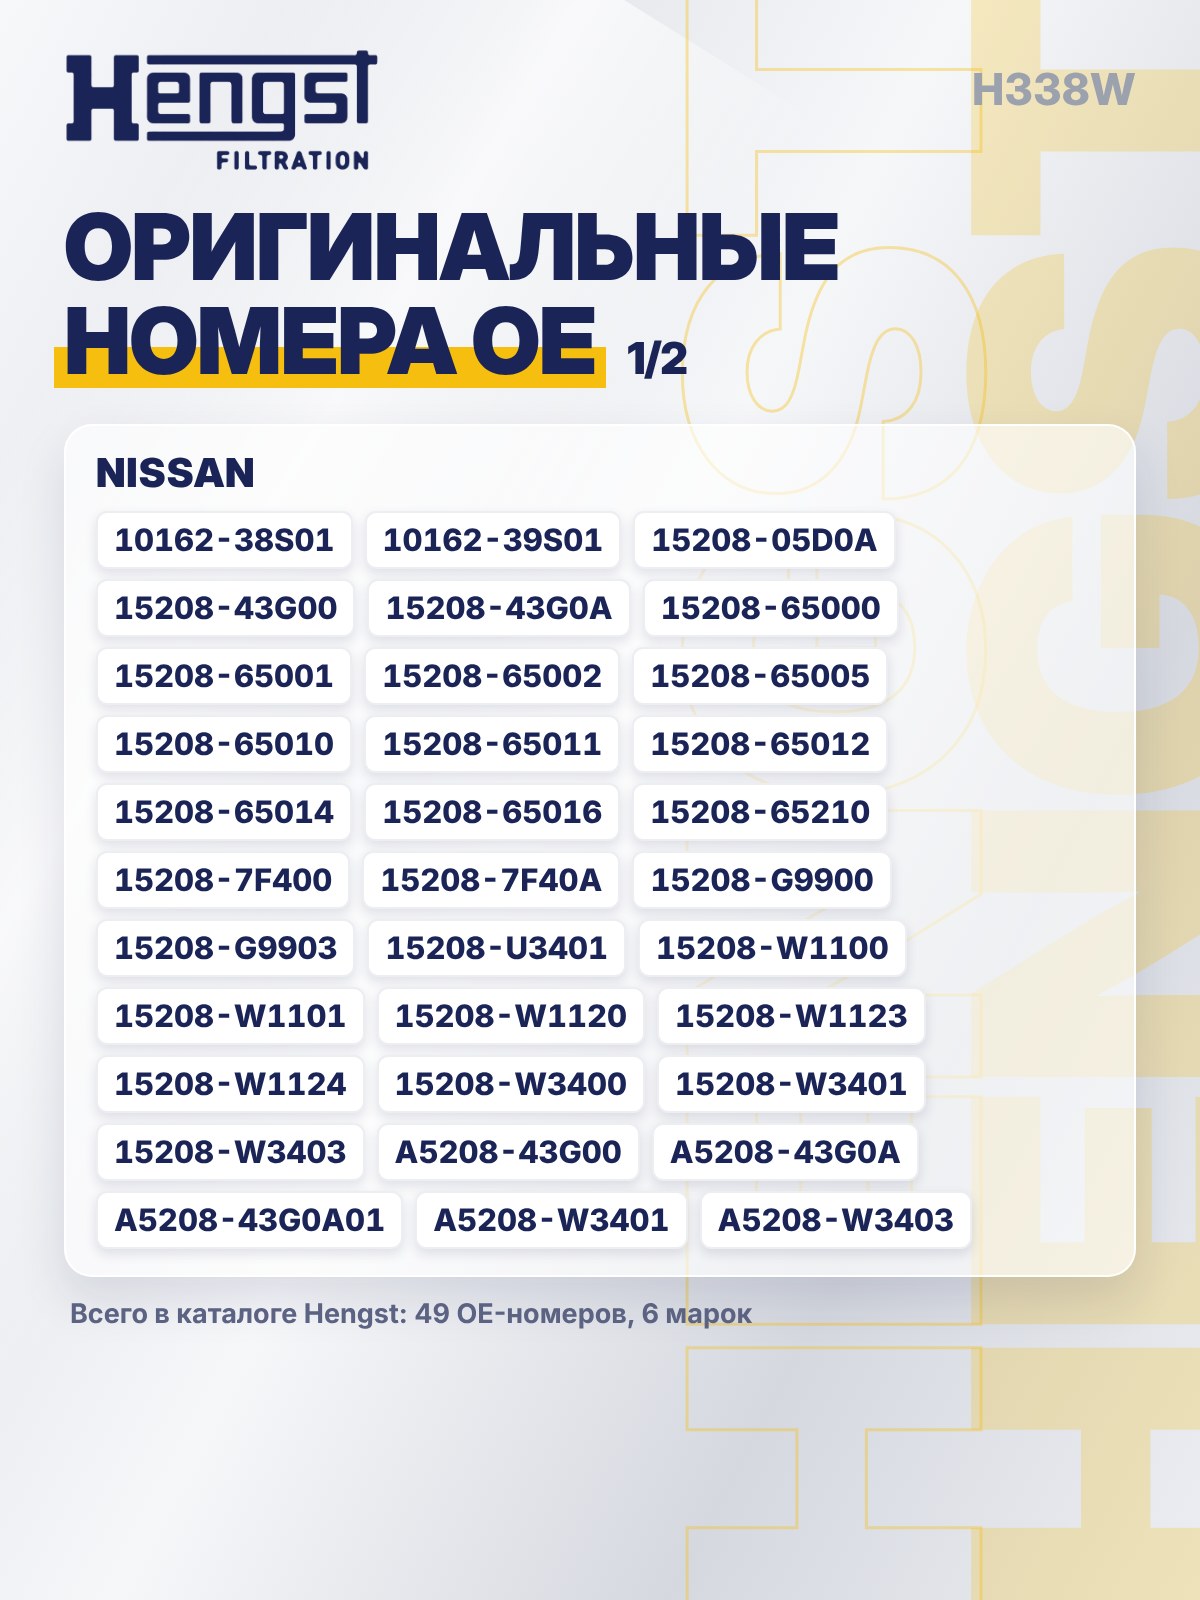 Hengst
FILTRATION
H338W
ОРИГИНАЛЬНЫЕ
НОМЕРА OE 1/2
NISSAN
10162-38S01 10162-39S01 15208-05D0A
15208-43G00 15208-43G0A 15208-65000
15208-65001 15208-65002 15208-65005
15208-65010 15208-65011 15208-65012
15208-65014 15208-65016 15208-65210
15208-7F400 15208-7F40A 15208-G9900
15208-G9903 15208-U3401 15208-W1100
15208-W1101 15208-W1120 15208-W1123
15208-W1124 15208-W3400 15208-W3401
15208-W3403 A5208-43G00 A5208-43G0A
A5208-43G0A01 A5208-W3401 A5208-W3403
Всего в каталоге Hengst: 49 OE-номеров, 6 марок
HENGST
HENGST